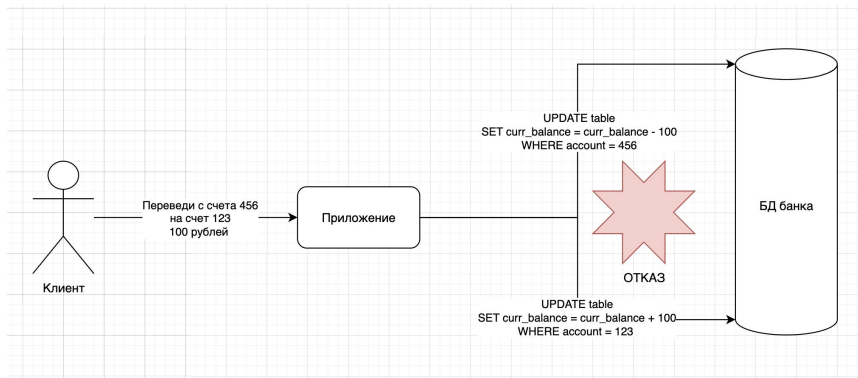 UPDATE table
SET curr_balance = curr_balance - 100
WHERE account = 456
Переведи с счета 456
на счет 123
100 рублей
Приложение
БД банка
ОТКАЗ
Клиент
UPDATE table
SET curr_balance = curr_balance + 100
WHERE account = 123